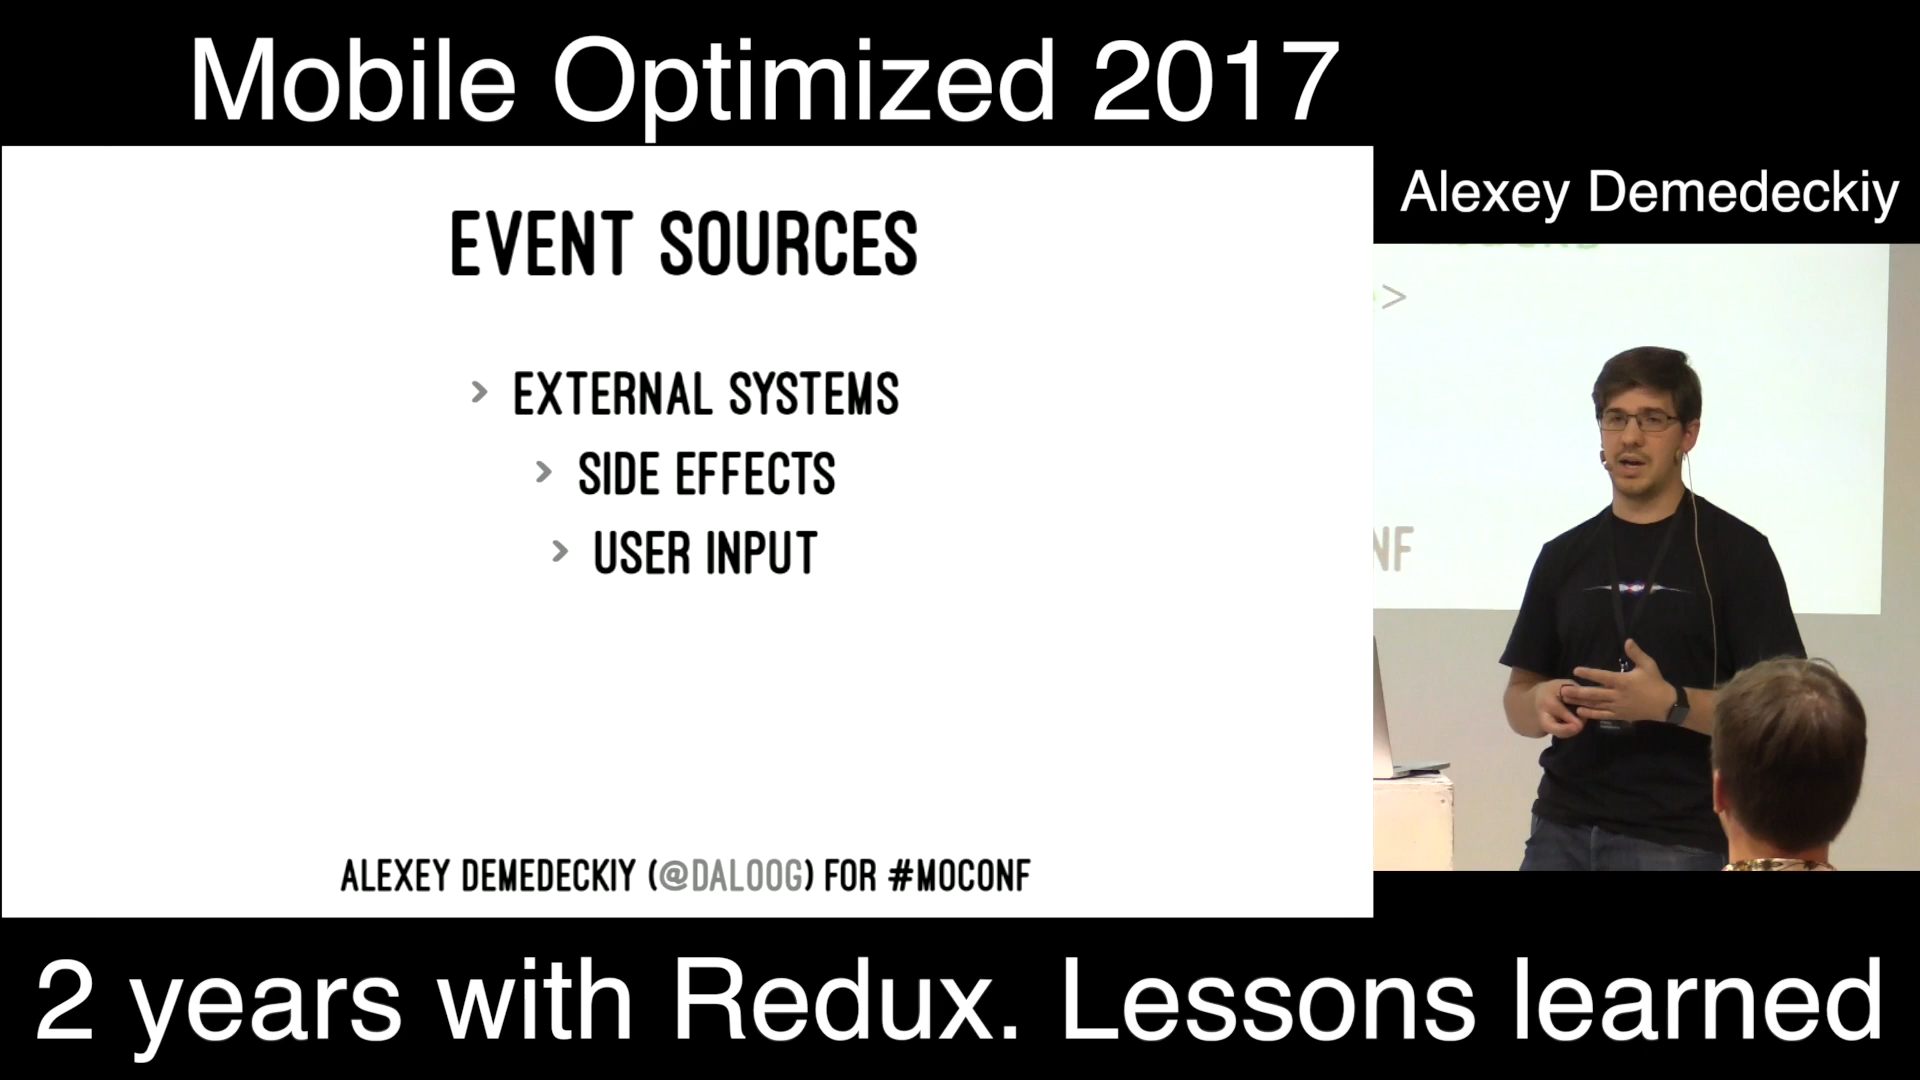 Mobile Optimized 2017
EVENT SOURCES
> EXTERNAL SYSTEMS
> SIDE EFFECTS
> USER INPUT
ALEXEY DEMEDECKIY (@DALOOG) FOR #MOCONF
Alexey Demedeckiy
>
NF
2 years with Redux. Lessons learned